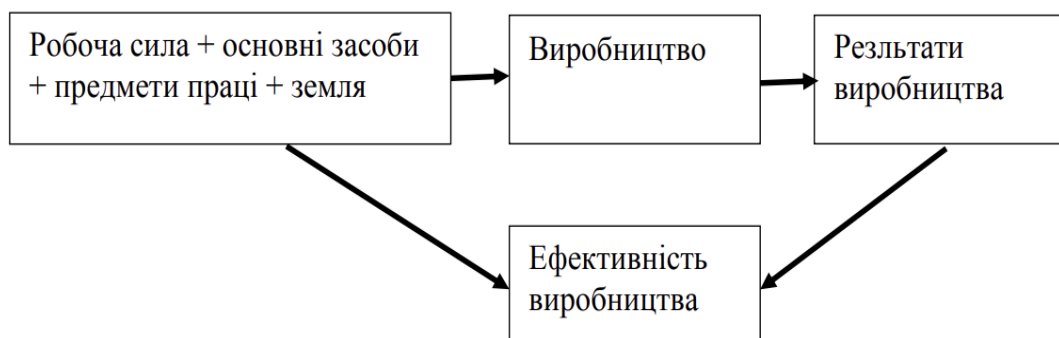 Робоча сила + основні засоби
+ предмети праці + земля
Виробництво
Резльтати
виробництва
Ефективність
виробництва